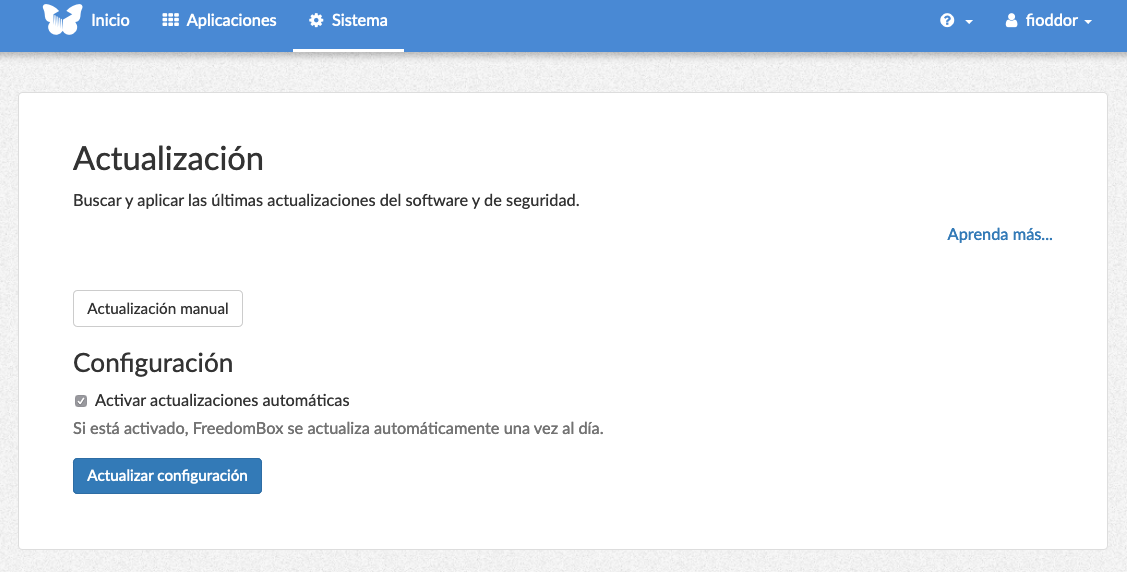 Inicio Aplicaciones Sistema fioddor
Actualización
Buscar y aplicar las últimas actualizaciones del software y de seguridad.
Aprenda más...
Actualización manual
Configuración
Activar actualizaciones automáticas
Si está activado, FreedomBox se actualiza automáticamente una vez al día.
Actualizar configuración